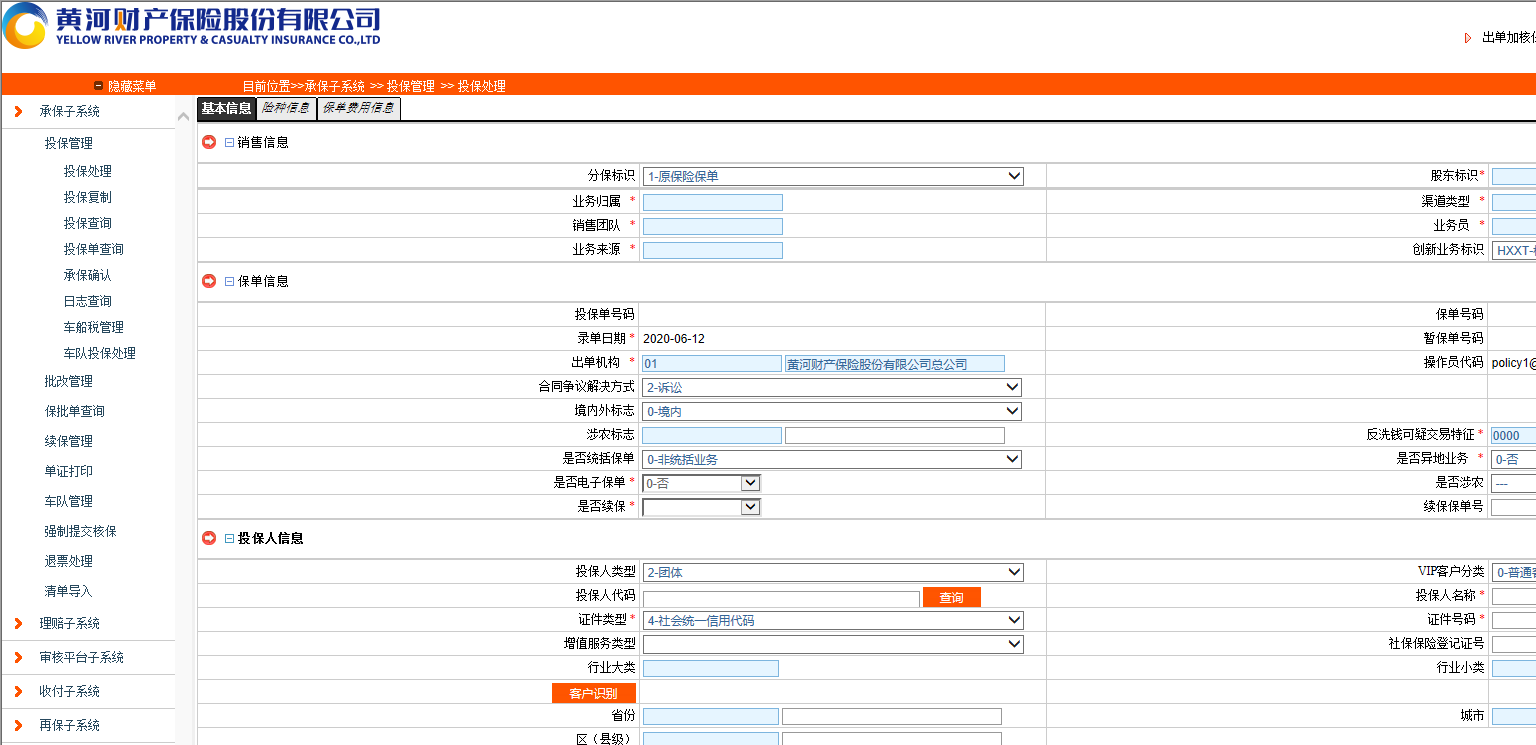 黄河财产保险股份有限公司
YELLOW RIVER PROPERTY & CASUALTY INSURANCE CO.,LTD
出单加核
隐藏菜单 目前位置>>承保子系统 >> 投保管理 >> 投保处理
承保子系统
投保管理
投保处理
投保复制
投保查询
投保单查询
承保确认
日志查询
车船税管理
车队投保处理
批改管理
保批单查询
续保管理
单证打印
车队管理
强制提交核保
退票处理
清单导入
理赔子系统
审核平台子系统
收付子系统
再保子系统
基本信息 险种信息 保单费用信息
销售信息
分保标识 1-原保险保单 股东标识*
业务归属 * 渠道类型 *
销售团队 * 业务员 *
业务来源 * 创新业务标识 HXXT-
保单信息
投保单号码 保单号码
录单日期* 2020-06-12 暂保单号码
出单机构 * 01 黄河财产保险股份有限公司总公司 操作员代码 policy1@
合同争议解决方式 2-诉讼
境内外标志 0-境内
涉农标志 反洗钱可疑交易特征* 0000
是否统括保单 0-非统括业务 是否异地业务 * 0-否
是否电子保单* 0-否 是否涉农 ---
是否续保* 续保保单号
投保人信息
投保人类型 2-团体 VIP客户分类 0-普通
投保人代码 查询 投保人名称*
证件类型* 4-社会统一信用代码 证件号码*
增值服务类型 社保保险登记证号
行业大类 行业小类
客户识别
省份 城市
区（县级）